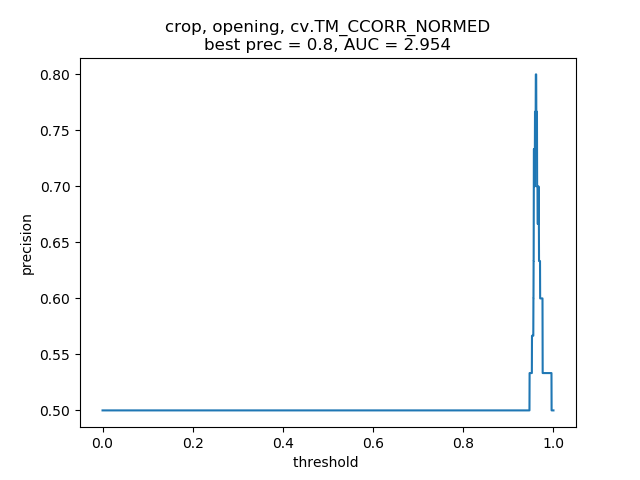 crop, opening, cv.TM_CCORR_NORMED
best prec = 0.8, AUC = 2.954
0.80
0.75
0.70
0.65
0.60
0.55
0.50
precision
0.0 0.2 0.4 0.6 0.8 1.0
threshold